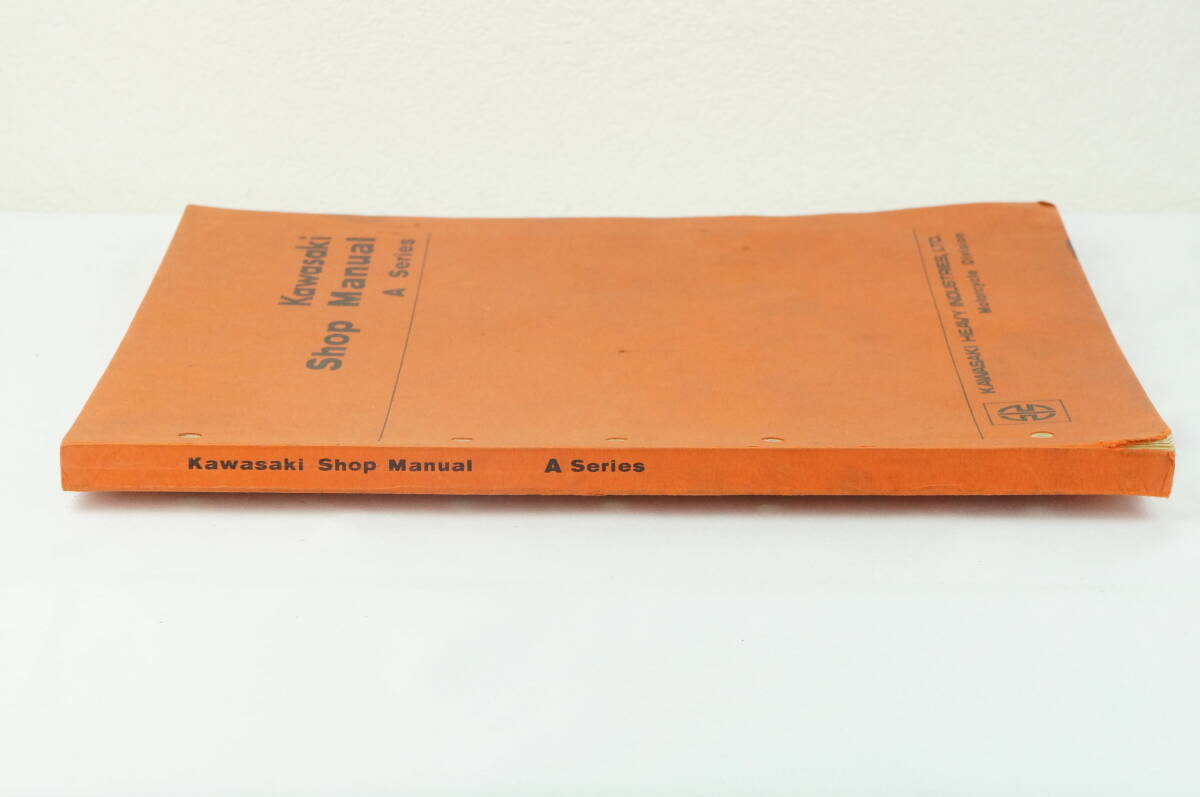 Kawasaki
Shop Manual
A Series
KAWASAKI HEAVY INDUSTRIES, LTD.
Motorcycle Division
Kawasaki Shop Manual A Series